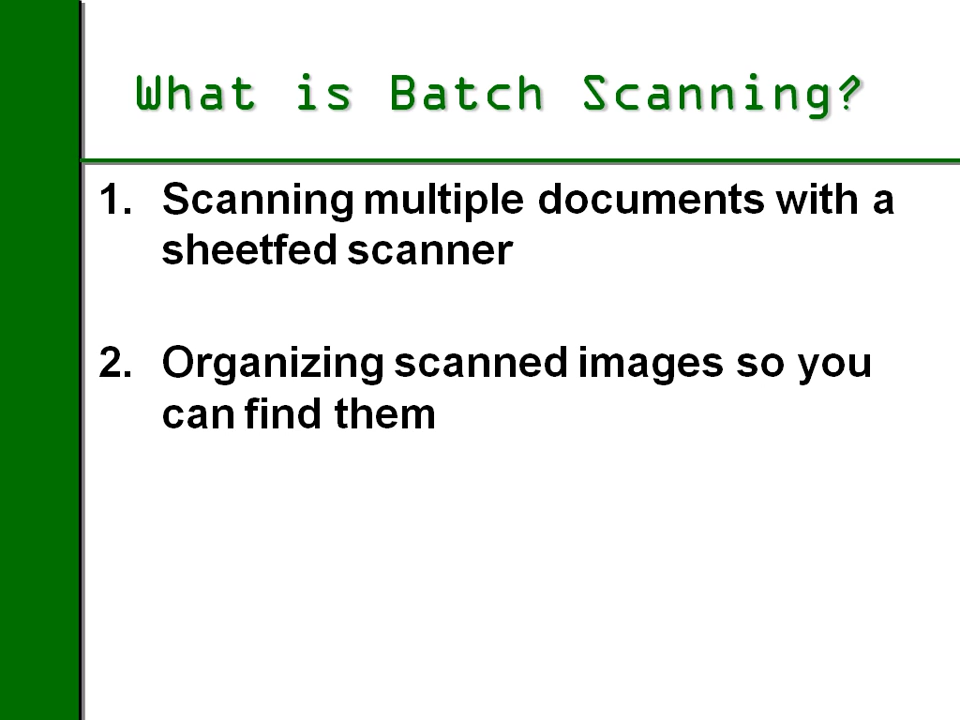 What is Batch Scanning?
1. Scanning multiple documents with a
sheetfed scanner
2. Organizing scanned images so you
can find them